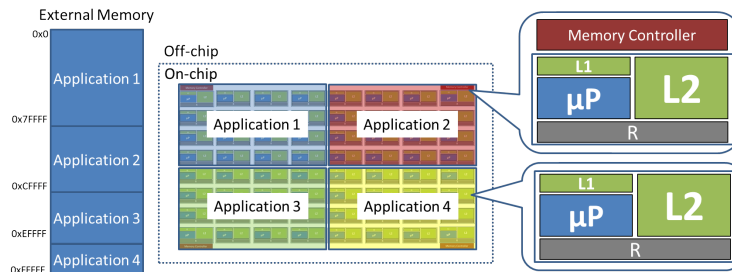 External Memory
0x0
Application 1
0x7FFFF
Application 2
0xCFFFF
Application 3
0xEFFFF
Application 4
0xFFFFF
Off-chip
On-chip
Application 1
Application 2
Application 3
Application 4
Memory Controller
L1
μP
L2
R
L1
μP
L2
R